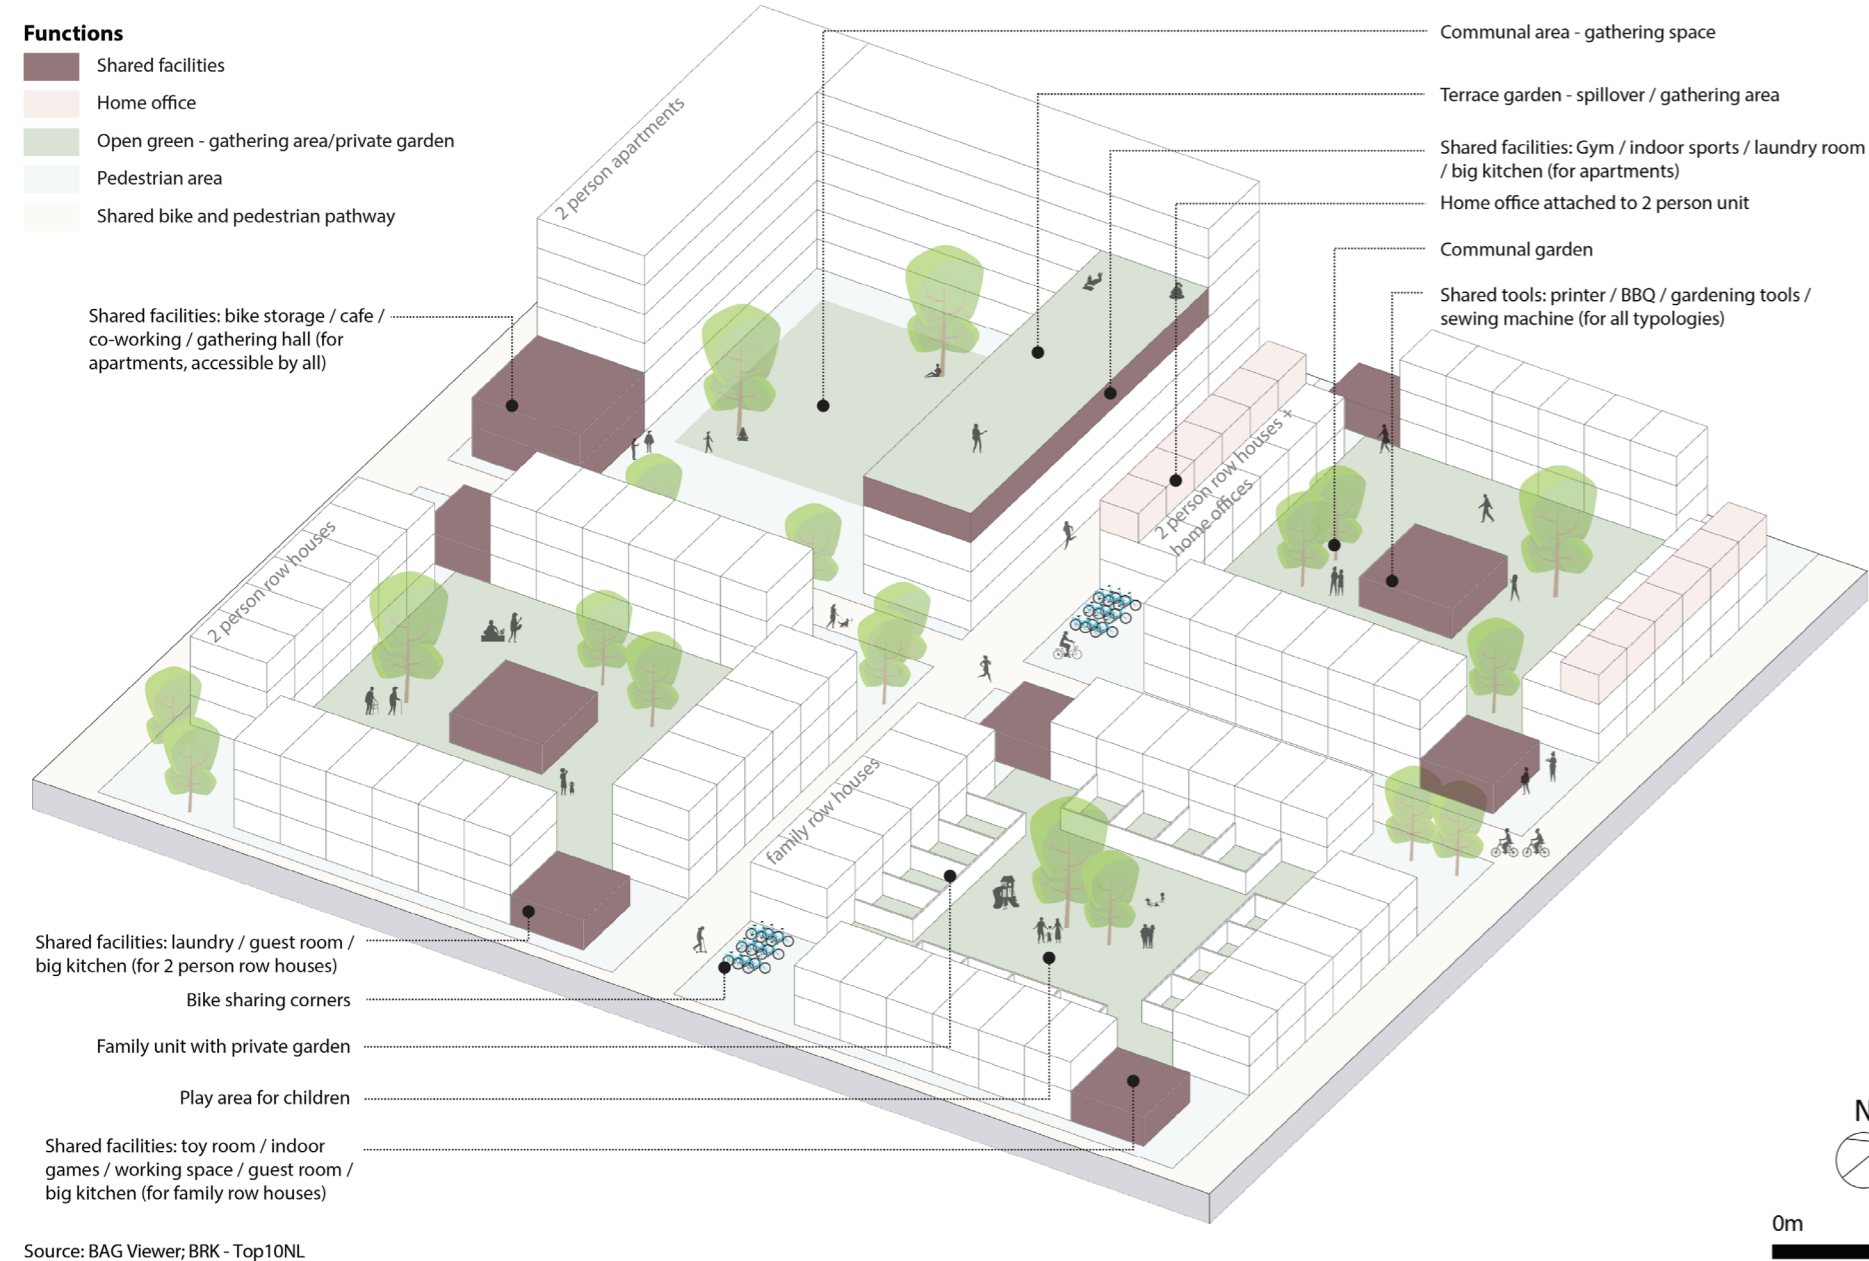 Functions
Shared facilities
Home office
Open green - gathering area/private garden
Pedestrian area
Shared bike and pedestrian pathway
Communal area - gathering space
Terrace garden - spillover / gathering area
Shared facilities: Gym / indoor sports / laundry room
/ big kitchen (for apartments)
Home office attached to 2 person unit
Communal garden
Shared tools: printer / BBQ / gardening tools /
sewing machine (for all typologies)
2 person apartments
Shared facilities: bike storage / cafe /
co-working / gathering hall (for
apartments, accessible by all)
2 person row houses +
home offices
2 person row houses
family row houses
Shared facilities: laundry / guest room /
big kitchen (for 2 person row houses)
Bike sharing corners
Family unit with private garden
Play area for children
Shared facilities: toy room / indoor
games / working space / guest room /
big kitchen (for family row houses)
N
0m
Source: BAG Viewer; BRK - Top10NL